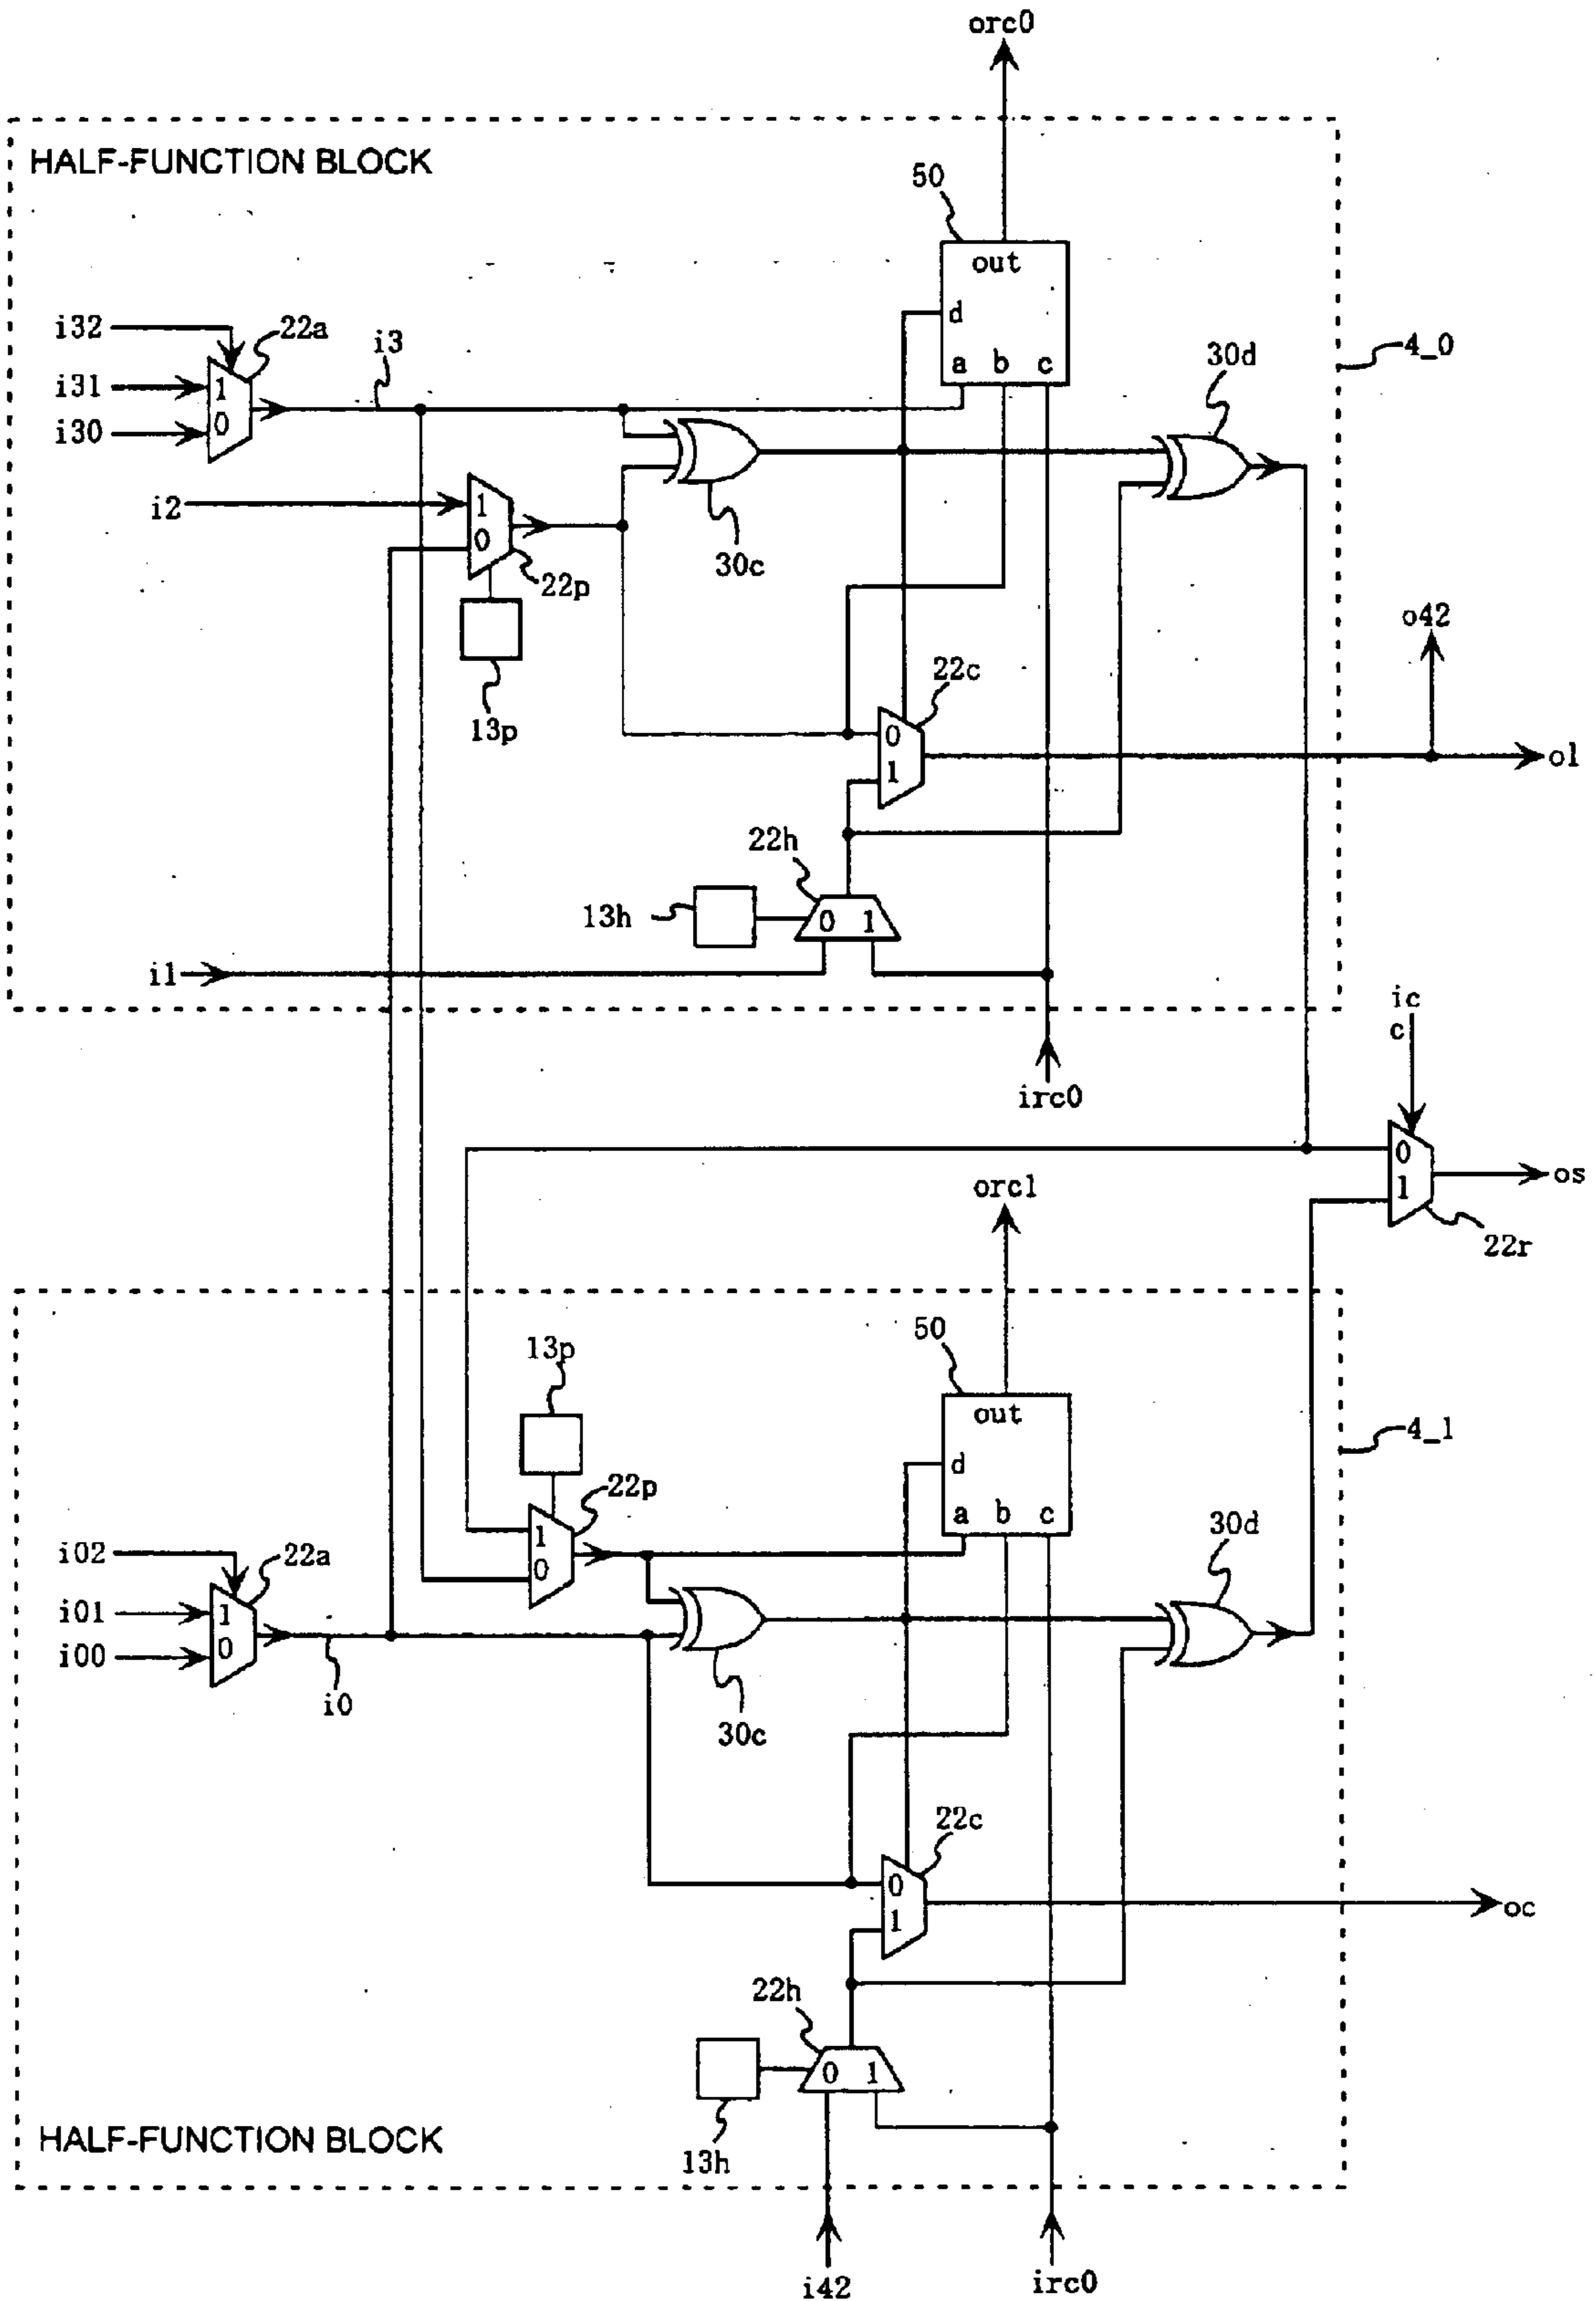 orc0
HALF-FUNCTION BLOCK
50
out
d
a b c
i32
22a
i3
30d
4_0
i31
1
i30
0
i2
1
0
22p
30c
13p
o42
22c
0
1
o1
22h
13h
0 1
i1
ic
c
irc0
0
1
os
22r
orc1
13p
50
out
d
a b c
4_1
22p
1
0
30d
i02
22a
i01
1
i00
0
i0
30c
22c
0
1
oc
22h
0 1
13h
HALF-FUNCTION BLOCK
i42
irc0